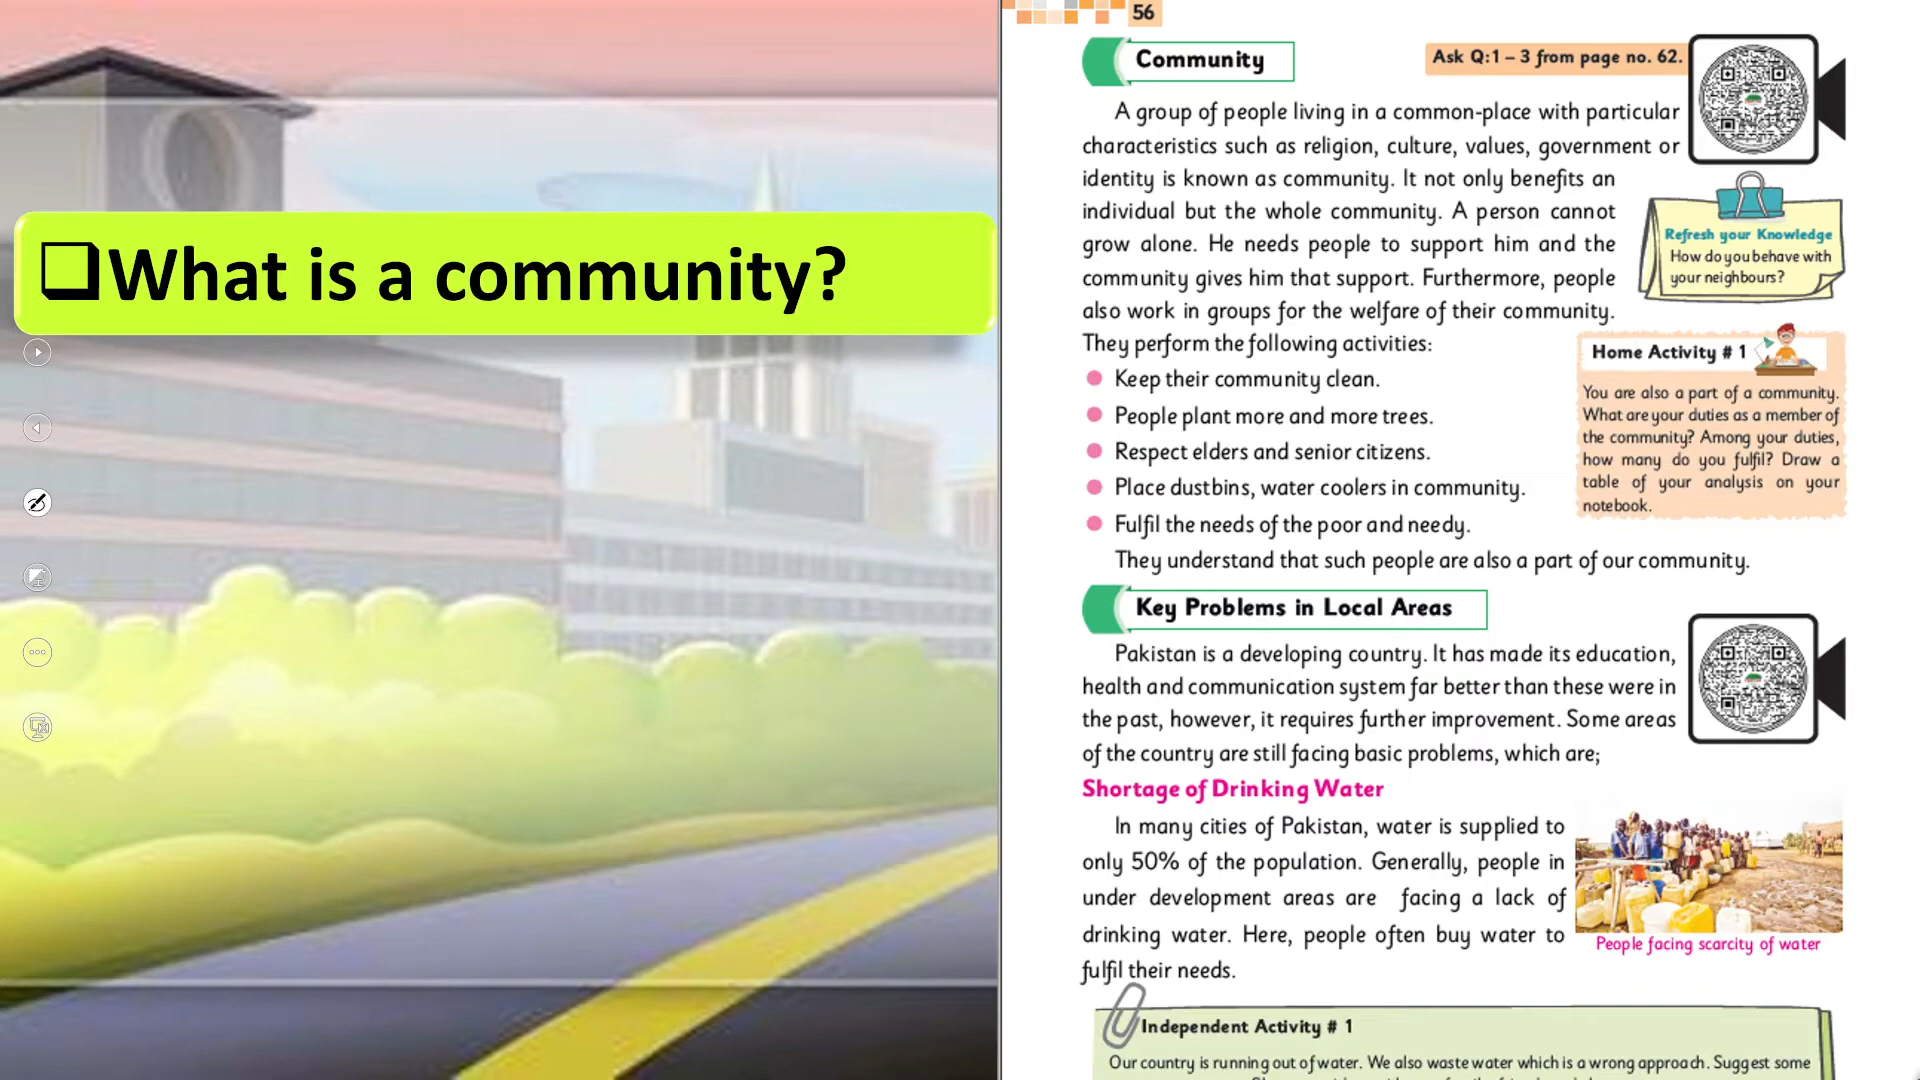 ❑What is a community?
56
Community
Ask Q:1 – 3 from page no. 62.
A group of people living in a common-place with particular
characteristics such as religion, culture, values, government or
identity is known as community. It not only benefits an
individual but the whole community. A person cannot
grow alone. He needs people to support him and the
community gives him that support. Furthermore, people
also work in groups for the welfare of their community.
They perform the following activities:
Refresh your Knowledge
How do you behave with
your neighbours?
● Keep their community clean.
● People plant more and more trees.
● Respect elders and senior citizens.
● Place dustbins, water coolers in community.
● Fulfil the needs of the poor and needy.
They understand that such people are also a part of our community.
Home Activity # 1
You are also a part of a community.
What are your duties as a member of
the community? Among your duties,
how many do you fulfil? Draw a
table of your analysis on your
notebook.
Key Problems in Local Areas
Pakistan is a developing country. It has made its education,
health and communication system far better than these were in
the past, however, it requires further improvement. Some areas
of the country are still facing basic problems, which are;
Shortage of Drinking Water
In many cities of Pakistan, water is supplied to
only 50% of the population. Generally, people in
under development areas are facing a lack of
drinking water. Here, people often buy water to
fulfil their needs.
People facing scarcity of water
Independent Activity # 1
Our country is running out of water. We also waste water which is a wrong approach. Suggest some